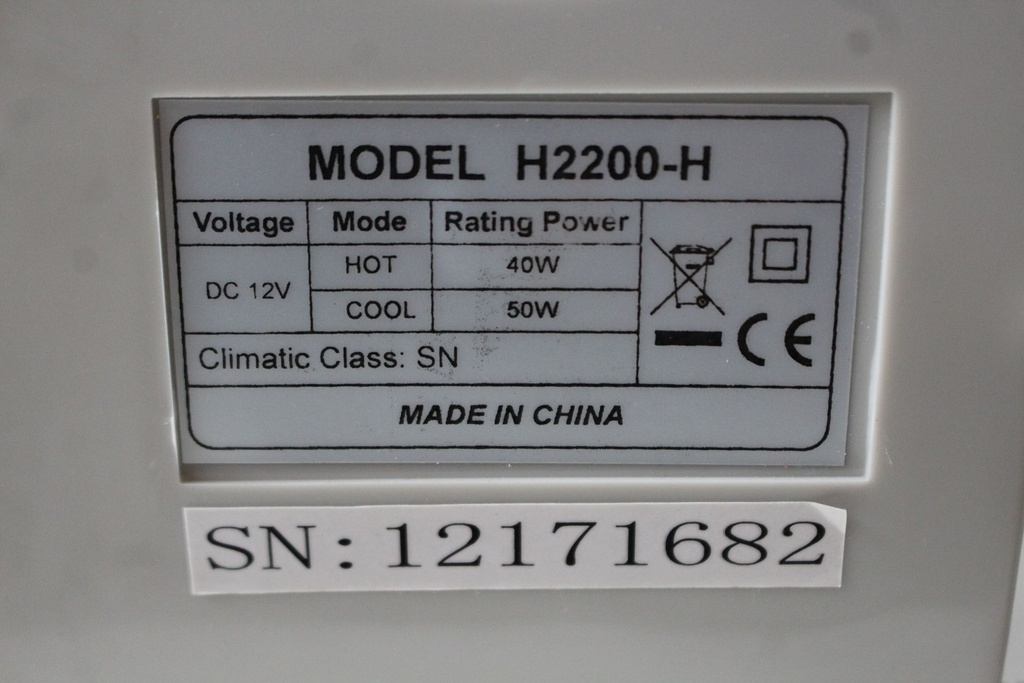 MODEL H2200-H
Voltage Mode Rating Power
DC 12V
HOT 40W
COOL 50W
Climatic Class: SN
CE
MADE IN CHINA
SN: 12171682